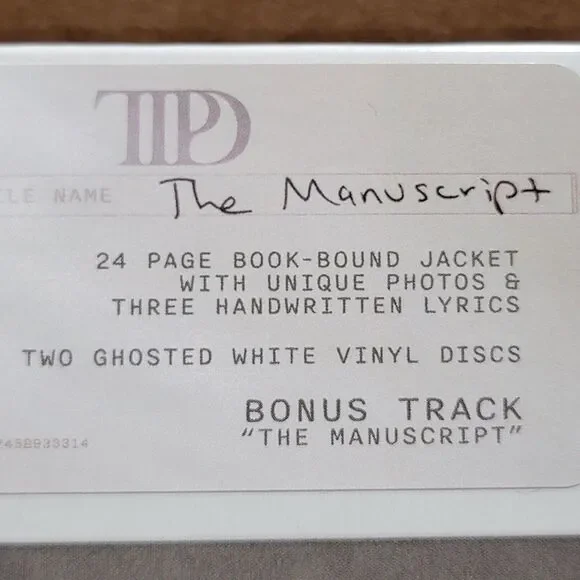 TTPD
LE NAME The Manuscript
24 PAGE BOOK-BOUND JACKET
WITH UNIQUE PHOTOS &
THREE HANDWRITTEN LYRICS
TWO GHOSTED WHITE VINYL DISCS
BONUS TRACK
"THE MANUSCRIPT"